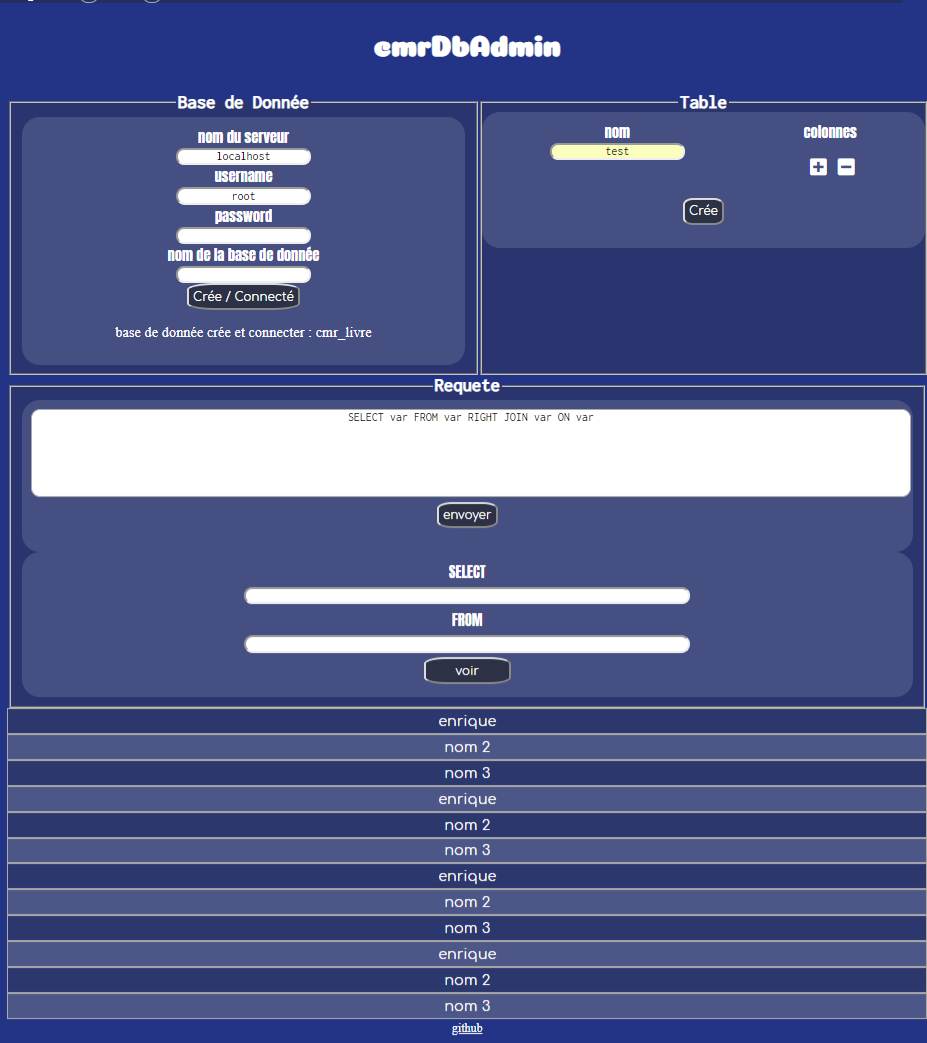 cmrDbAdmin
Base de Donnée
nom du serveur
localhost
username
root
password
nom de la base de donnée
Crée / Connecté
base de donnée crée et connecter : cmr_livre
Table
nom
test
colonnes
Crée
Requete
SELECT var FROM var RIGHT JOIN var ON var
envoyer
SELECT
FROM
voir
enrique
nom 2
nom 3
enrique
nom 2
nom 3
enrique
nom 2
nom 3
enrique
nom 2
nom 3
github